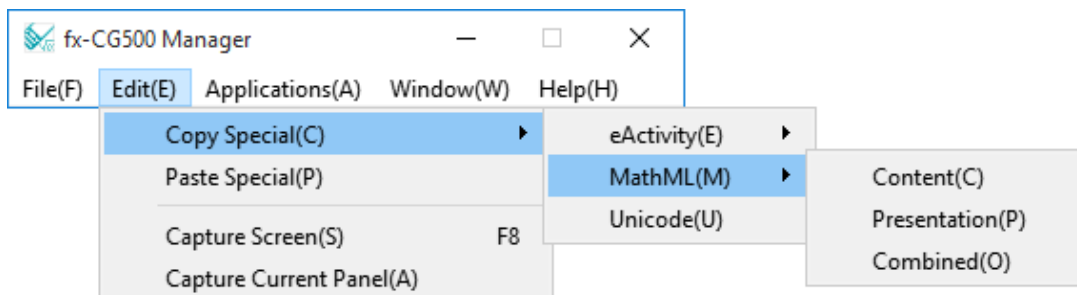 fx-CG500 Manager
File(F) Edit(E) Applications(A) Window(W) Help(H)
Copy Special(C)
Paste Special(P)
Capture Screen(S) F8
Capture Current Panel(A)
eActivity(E)
MathML(M)
Unicode(U)
Content(C)
Presentation(P)
Combined(O)